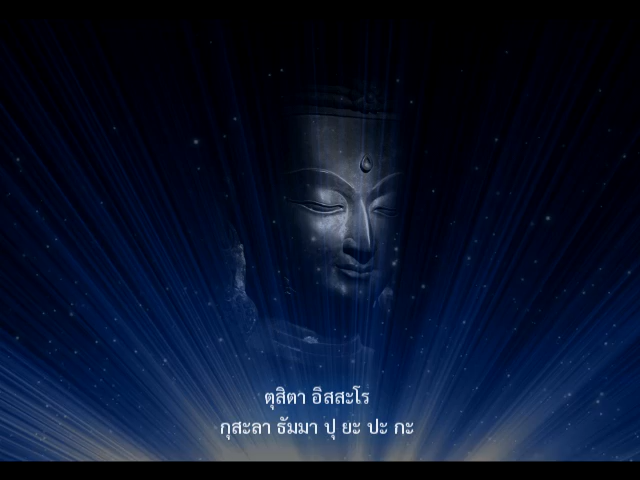 ตุสิตา อิสสะโร
กุสะลา ธัมมา ปุ ยะ ปะ กะ